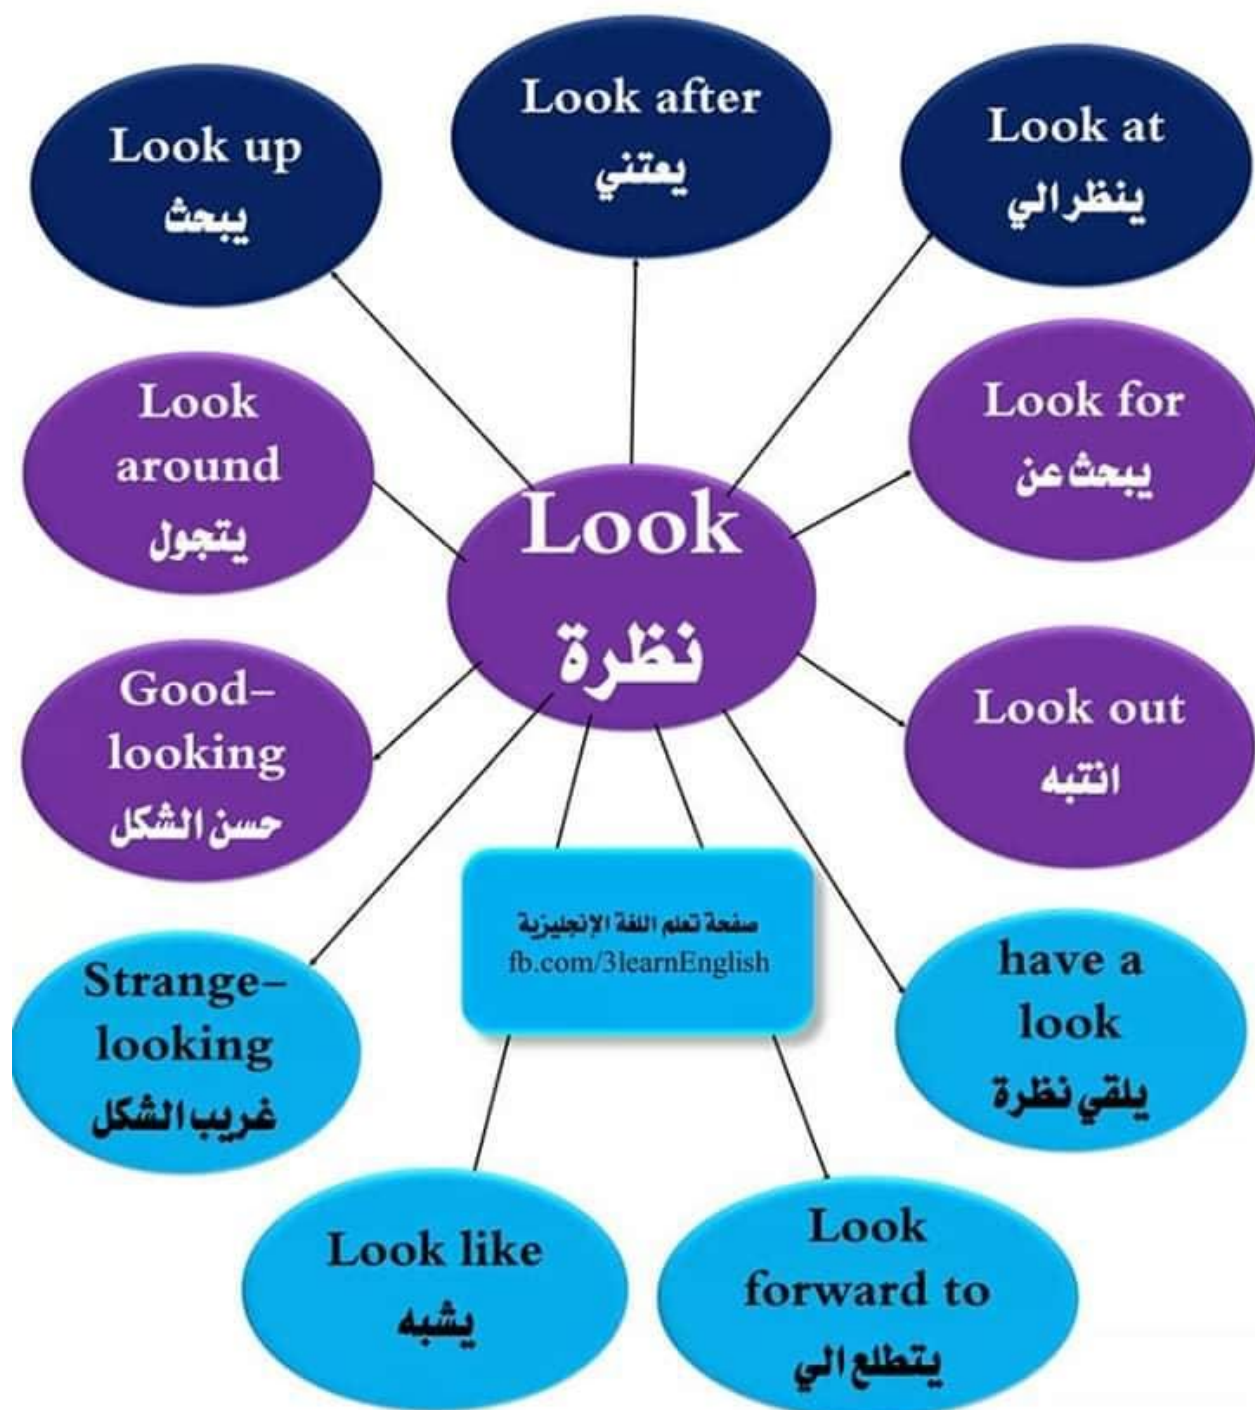 Look up
يبحث
Look after
يعتني
Look at
ينظر الي
Look
around
يتجول
Look
نظرة
Look for
يبحث عن
Good–
looking
حسن الشكل
Look out
انتبه
صفحة تعلم اللغة الإنجليزية
fb.com/3learnEnglish
Strange–
looking
غريب الشكل
have a
look
يلقي نظرة
Look like
يشبه
Look
forward to
يتطلع الي